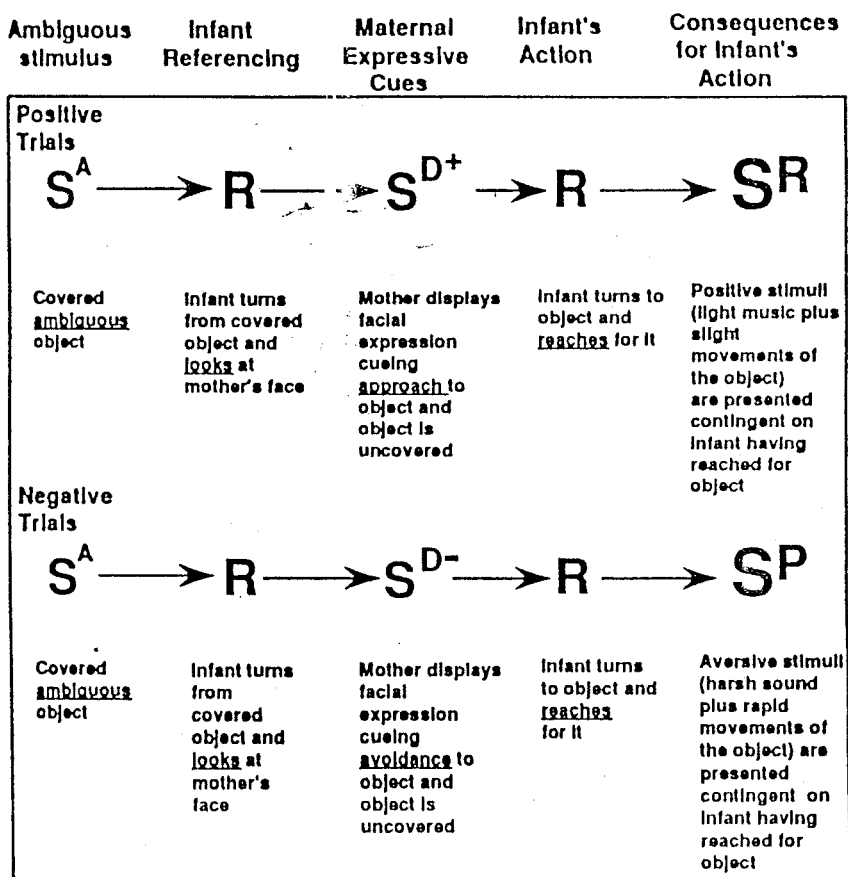 Ambiguous stimulus
Infant Referencing
Maternal Expressive Cues
Infant's Action
Consequences for Infant's Action
Positive
Trials
S^A R S^D+ R S^R
Covered
ambiguous
object
Infant turns
from covered
object and
looks at
mother's face
Mother displays
facial
expression
cueing
approach to
object and
object is
uncovered
Infant turns to
object and
reaches for it
Positive stimuli
(light music plus
slight
movements of
the object)
are presented
contingent on
infant having
reached for
object
Negative
Trials
S^A R S^D- R S^P
Covered
ambiguous
object
Infant turns
from
covered
object and
looks at
mother's
face
Mother displays
facial
expression
cueing
avoidance to
object and
object is
uncovered
Infant turns
to object and
reaches
for it
Aversive stimuli
(harsh sound
plus rapid
movements of
the object) are
presented
contingent on
infant having
reached for
object